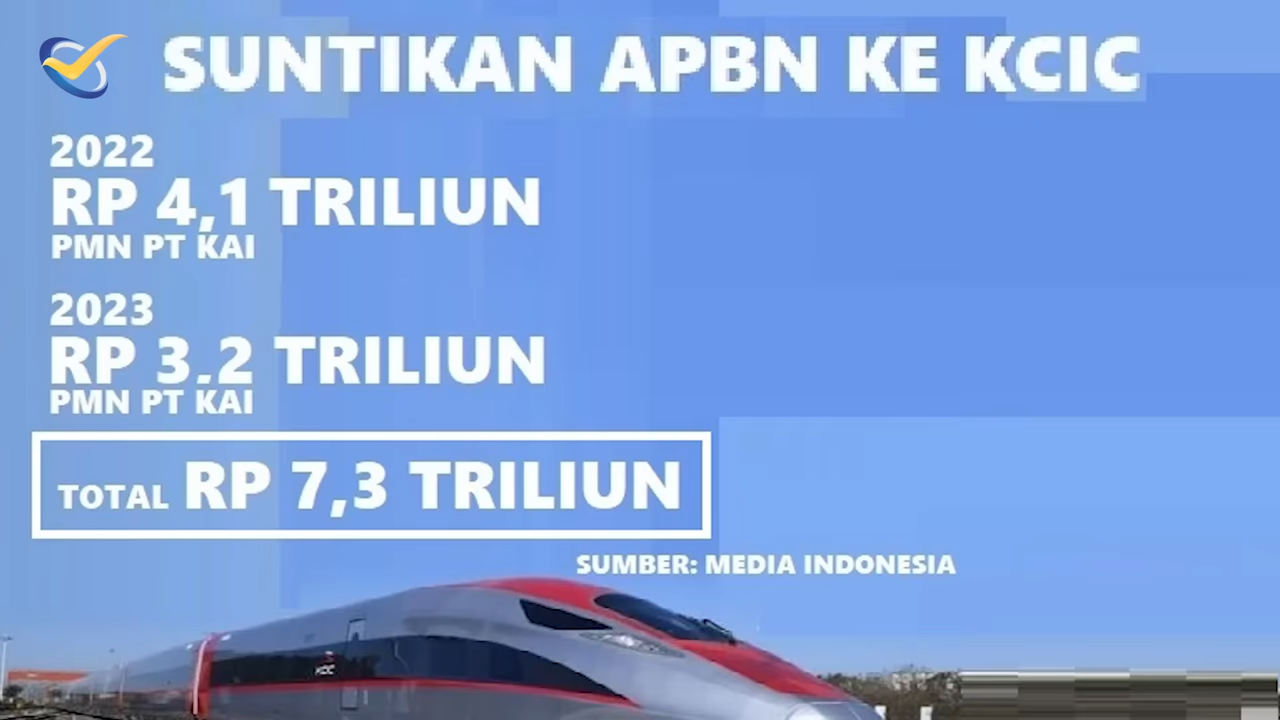 SUNTIKAN APBN KE KCIC
2022
RP 4,1 TRILIUN
PMN PT KAI
2023
RP 3,2 TRILIUN
PMN PT KAI
TOTAL RP 7,3 TRILIUN
SUMBER: MEDIA INDONESIA
KCIC